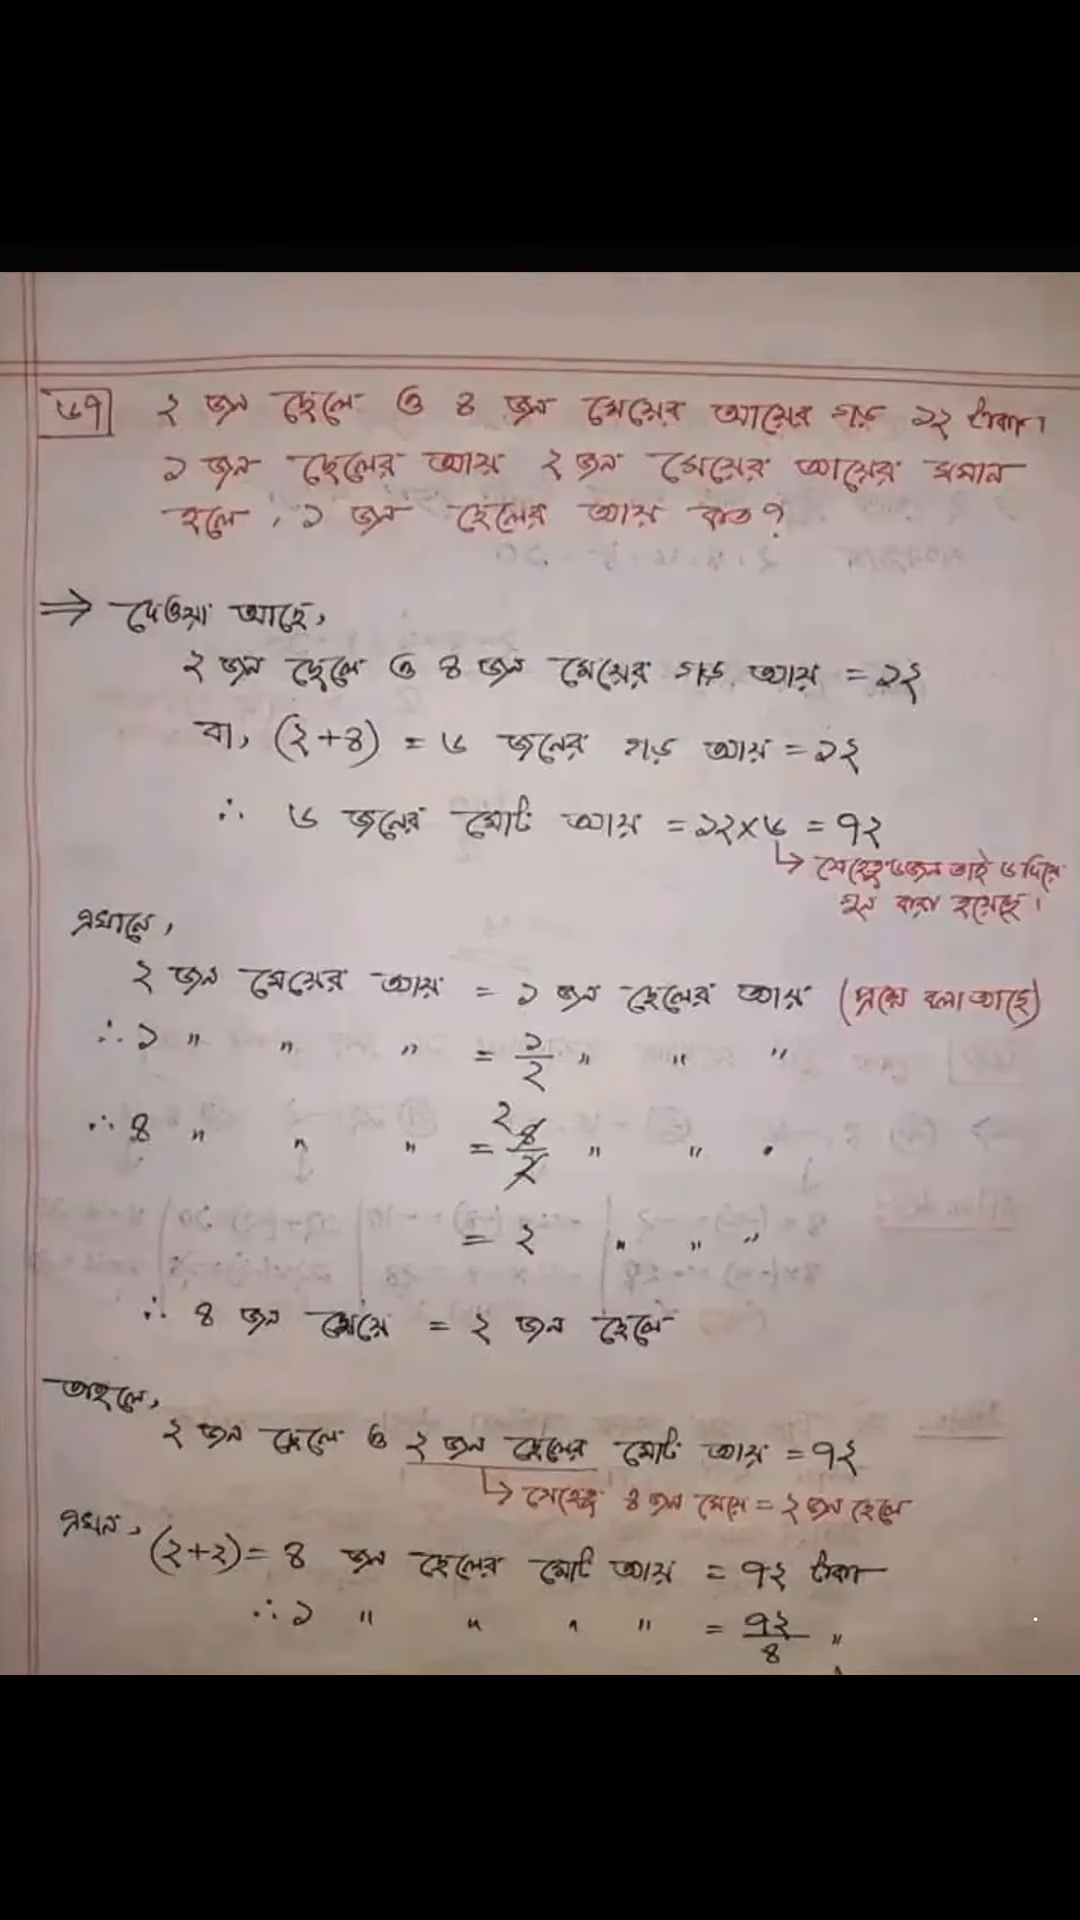 ৬৭ ২ জন ছেলে ও ৪ জন মেয়ের আয়ের গড় ১২ টাকা।
১ জন ছেলের আয় ২ জন মেয়ের আয়ের সমান
হলে, ১ জন ছেলের আয় কত?
⇒ দেওয়া আছে,
২ জন ছেলে ও ৪ জন মেয়ের গড় আয় = ১২
বা, (২+৪) = ৬ জনের গড় আয় = ১২
∴ ৬ জনের মোট আয় = ১২×৬ = ৭২
↳ যেহেতু ৬জন তাই ৬ দিয়ে
গুন করা হয়েছে।
এখানে,
২ জন মেয়ের আয় = ১ জন ছেলের আয় (প্রশ্নে বলা আছে)
∴ ১ " " " = ১/২ " " "
∴ ৪ " " " = ২ ৪/২ " " "
= ২ " " "
∴ ৪ জন মেয়ে = ২ জন ছেলে
তাহলে,
২ জন ছেলে ও ২ জন ছেলের মোট আয় = ৭২
↳ যেহেতু ৪ জন মেয়ে = ২ জন ছেলে
এখন, (২+২) = ৪ জন ছেলের মোট আয় = ৭২ টাকা
∴ ১ " " " " = ৭২/৪ "